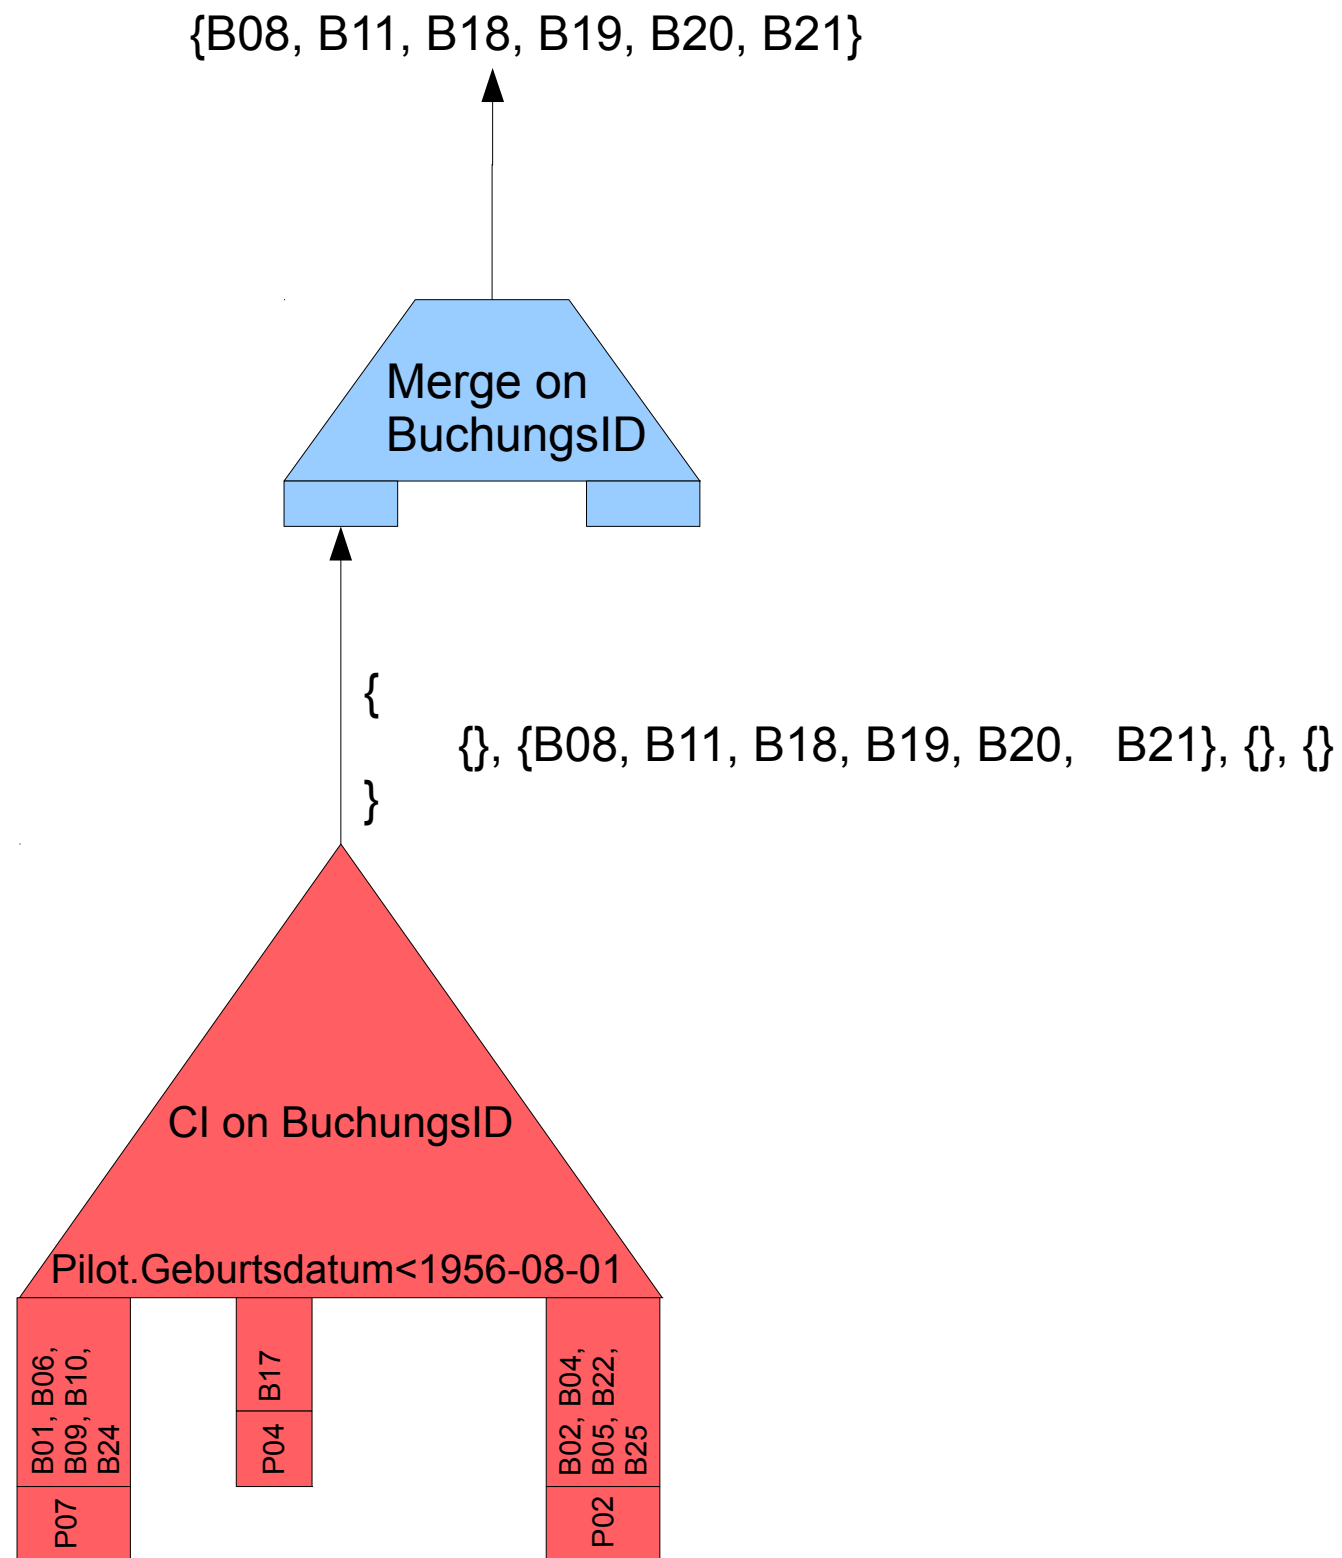 {B08, B11, B18, B19, B20, B21}
Merge on
BuchungsID
{
{}, {B08, B11, B18, B19, B20, B21}, {}, {}
}
CI on BuchungsID
Pilot.Geburtsdatum<1956-08-01
B01, B06,
B09, B10,
B24
P07
B17
P04
B02, B04,
B05, B22,
B25
P02